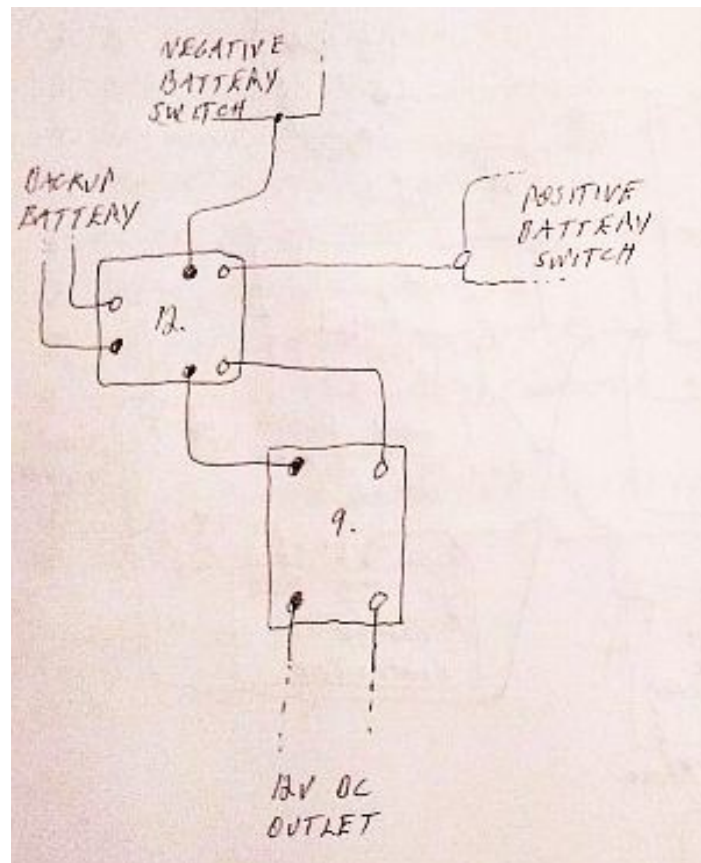 NEGATIVE
BATTERY
SWITCH
BACKUP
BATTERY
POSITIVE
BATTERY
SWITCH
12.
9.
12V DC
OUTLET